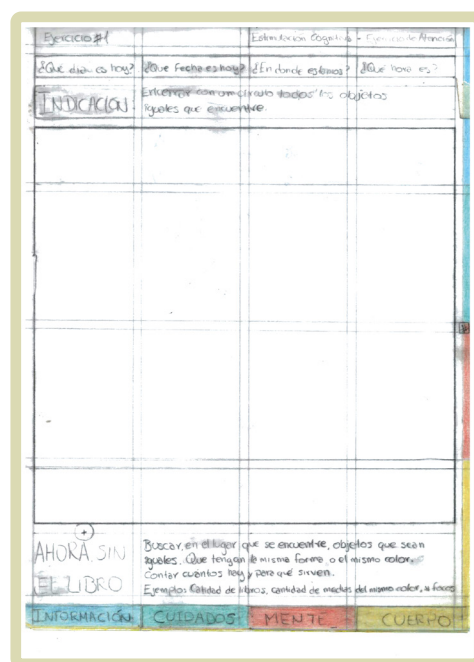 Ejercicio #1
Estimulación Cognitiva - Ejercicio de Atención
¿Qué día es hoy? ¿Que fecha es hoy? ¿En donde estamos? ¿Qué hora es?
INDICACIÓN
Encerrar con un círculo todos los objetos
iguales que encuentre.
AHORA SIN
EL LIBRO
Buscar, en el lugar que se encuentre, objetos que sean
iguales. Que tengan la misma forma, o el mismo color.
Contar cuantos hay y para qué sirven.
Ejemplo: Cantidad de libros, cantidad de del mismo color, # focos
INFORMACIÓN CUIDADOS MENTE CUERPO